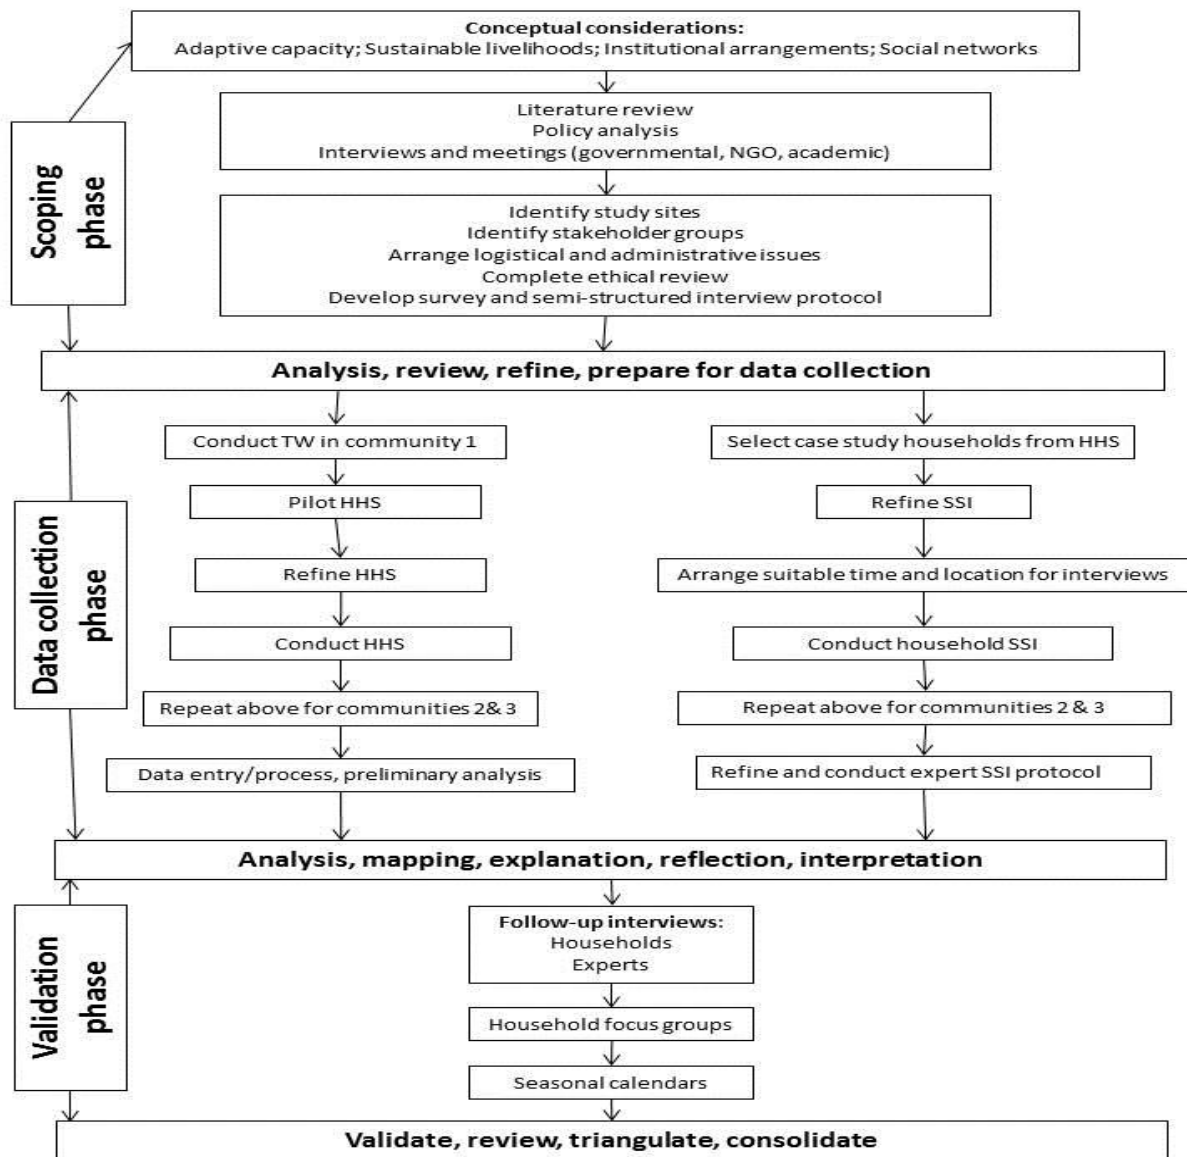 Conceptual considerations:
Adaptive capacity; Sustainable livelihoods; Institutional arrangements; Social networks
Scoping
phase
Literature review
Policy analysis
Interviews and meetings (governmental, NGO, academic)
Identify study sites
Identify stakeholder groups
Arrange logistical and administrative issues
Complete ethical review
Develop survey and semi-structured interview protocol
Analysis, review, refine, prepare for data collection
Data collection
phase
Conduct TW in community 1
Pilot HHS
Refine HHS
Conduct HHS
Repeat above for communities 2& 3
Data entry/process, preliminary analysis
Select case study households from HHS
Refine SSI
Arrange suitable time and location for interviews
Conduct household SSI
Repeat above for communities 2 & 3
Refine and conduct expert SSI protocol
Analysis, mapping, explanation, reflection, interpretation
Validation
phase
Follow-up interviews:
Households
Experts
Household focus groups
Seasonal calendars
Validate, review, triangulate, consolidate